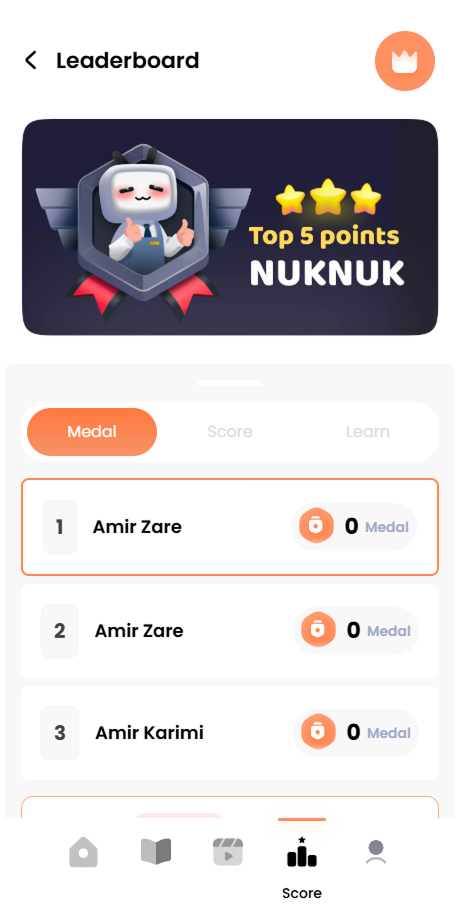 Leaderboard
Top 5 points
NUKNUK
Medal Score Learn
1 Amir Zare 0 Medal
2 Amir Zare 0 Medal
3 Amir Karimi 0 Medal
Score